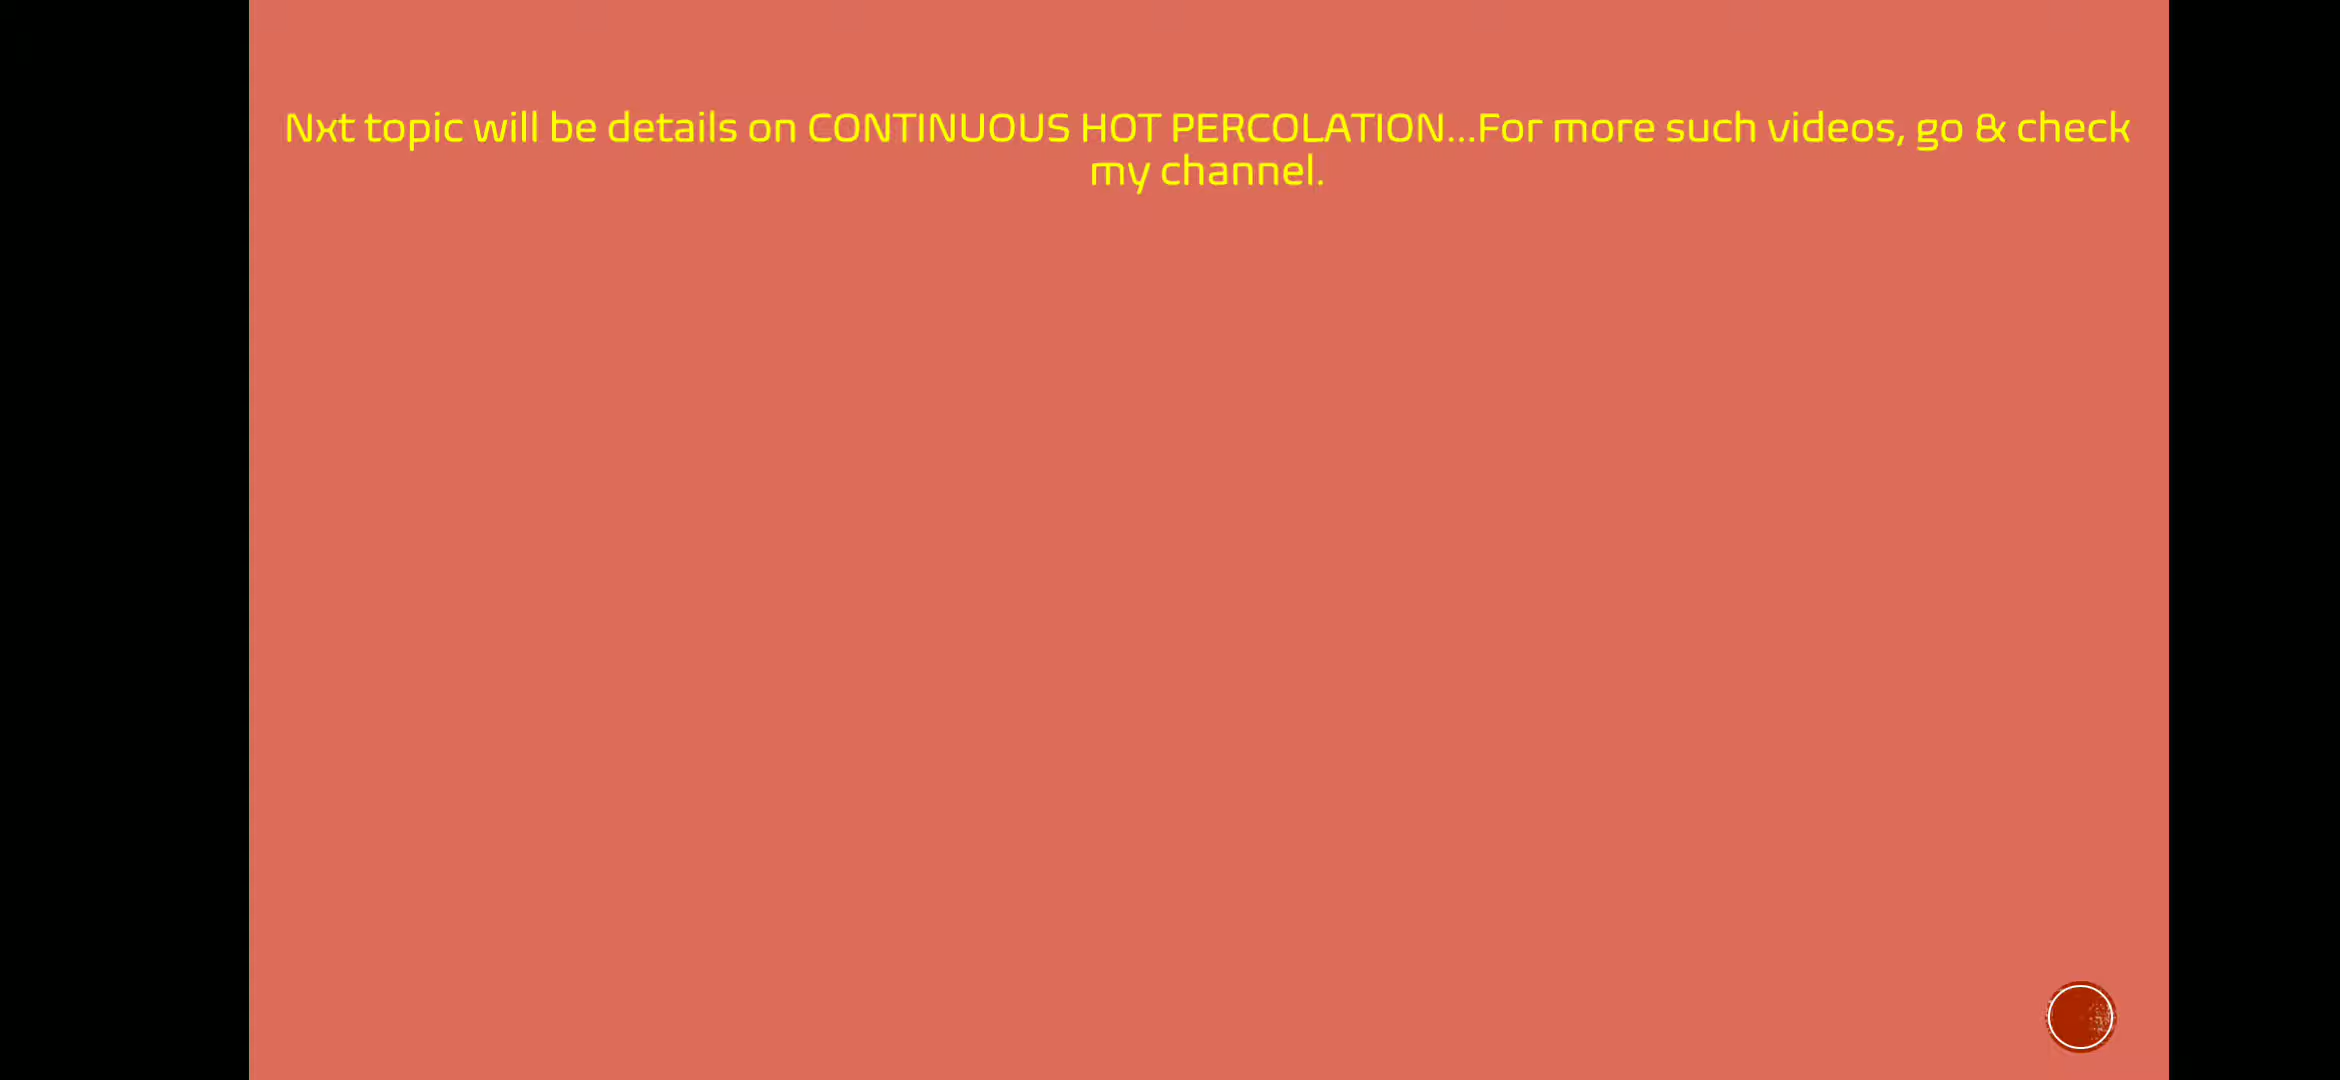 Nxt topic will be details on CONTINUOUS HOT PERCOLATION...For more such videos, go & check
my channel.